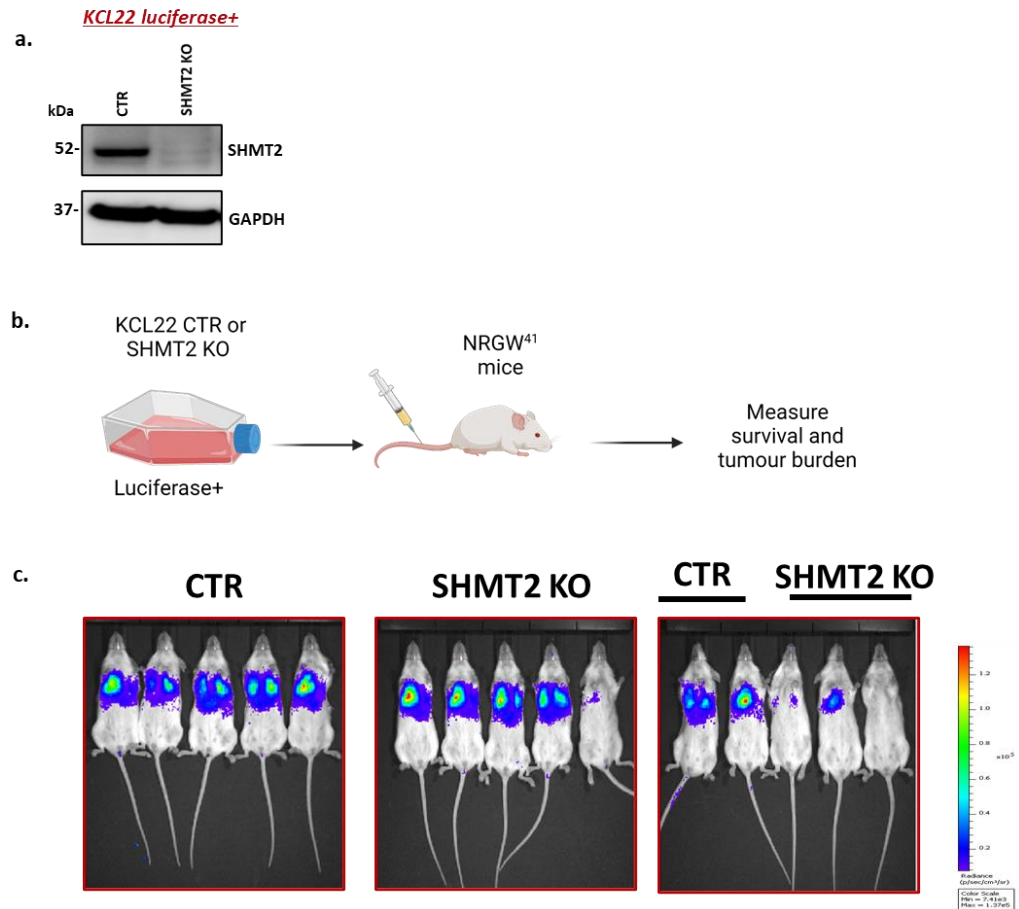 KCL22 luciferase+
a.
CTR
SHMT2 KO
kDa
52-
SHMT2
37-
GAPDH
b.
KCL22 CTR or
SHMT2 KO
Luciferase+
NRGW⁴¹
mice
Measure
survival and
tumour burden
c.
CTR
SHMT2 KO
CTR
SHMT2 KO
1.2
1.0
0.8
x10⁵
0.6
0.4
0.2
Radiance
(p/sec/cm²/sr)
Color Scale
Min = 7.41e3
Max = 1.37e5